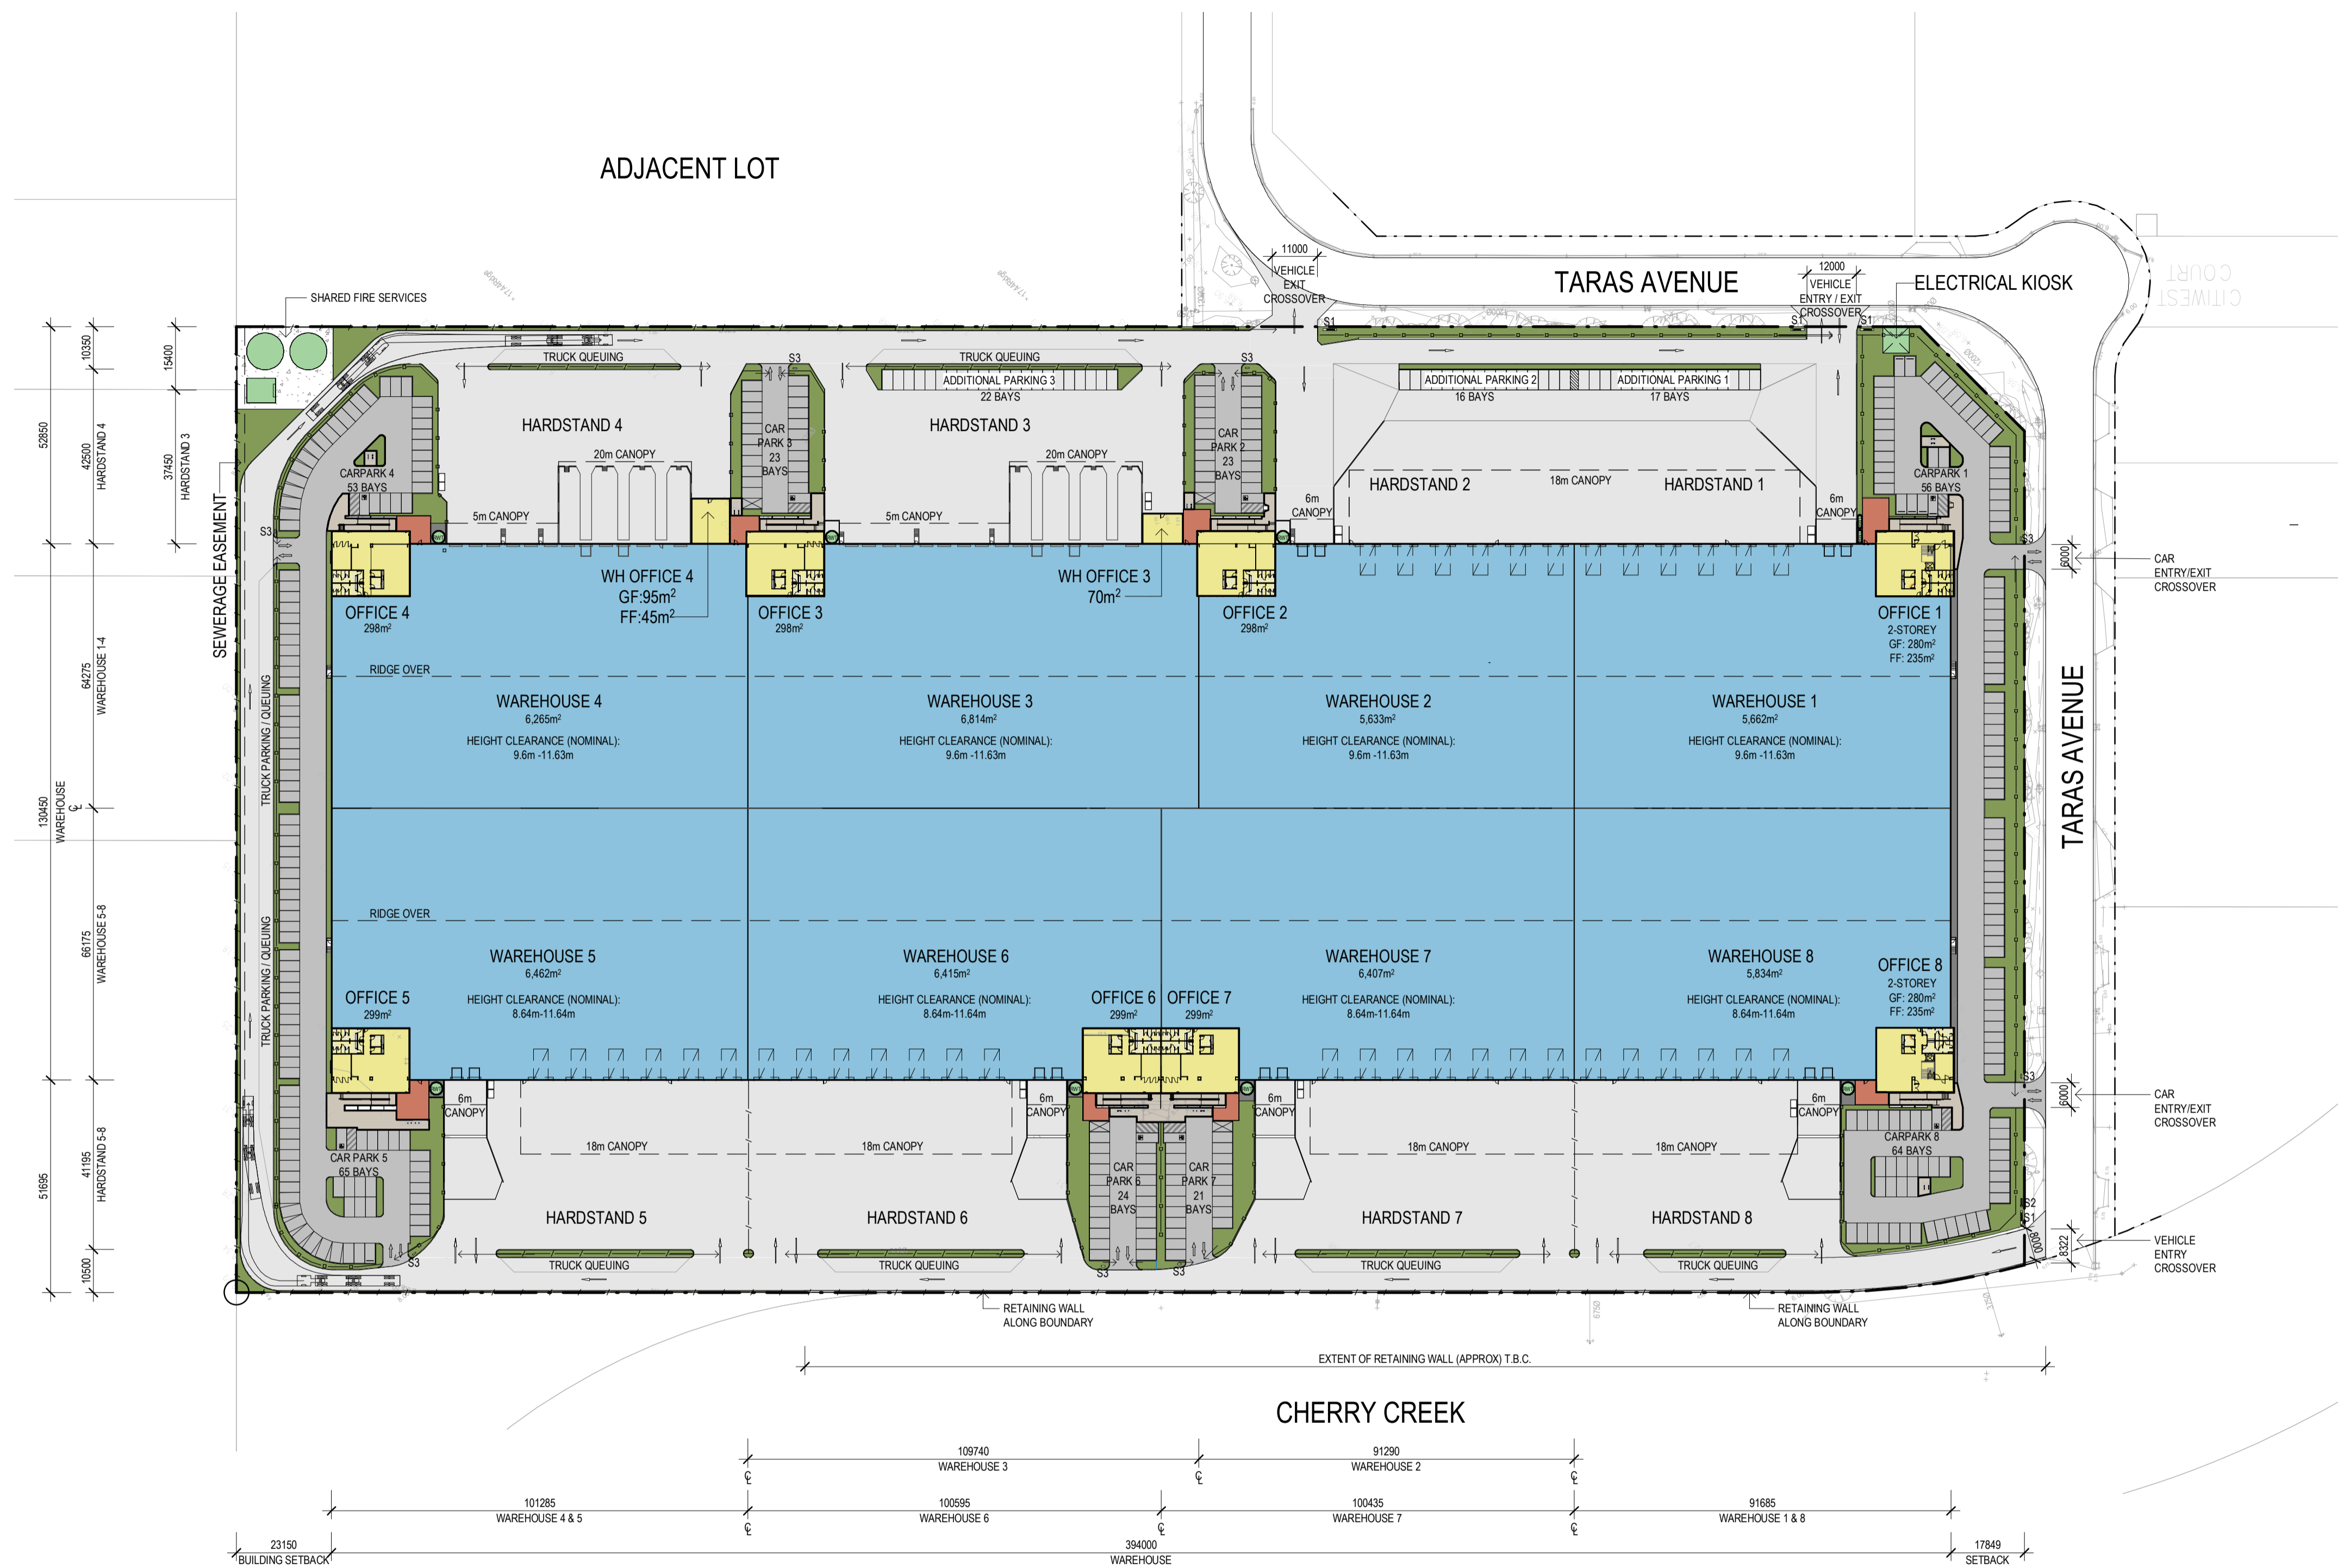 ADJACENT LOT
TARAS AVENUE
11000
VEHICLE
EXIT
CROSSOVER
12000
VEHICLE
ENTRY / EXIT
CROSSOVER
ELECTRICAL KIOSK
CITIWEST
COURT
SHARED FIRE SERVICES
S1
S1
S1
10350
15400
52850
42500
HARDSTAND 4
37450
HARDSTAND 3
TRUCK QUEUING
TRUCK QUEUING
S3
S3
ADDITIONAL PARKING 3
22 BAYS
ADDITIONAL PARKING 2
16 BAYS
ADDITIONAL PARKING 1
17 BAYS
HARDSTAND 4
HARDSTAND 3
HARDSTAND 2
HARDSTAND 1
CAR
PARK 3
23
BAYS
CAR
PARK 2
23
BAYS
CARPARK 4
53 BAYS
CARPARK 1
56 BAYS
20m CANOPY
20m CANOPY
18m CANOPY
5m CANOPY
5m CANOPY
6m
CANOPY
6m
CANOPY
SEWERAGE EASEMENT
S3
S3
6000
CAR
ENTRY/EXIT
CROSSOVER
WH OFFICE 4
GF:95m²
FF:45m²
WH OFFICE 3
70m²
OFFICE 4
298m²
OFFICE 3
298m²
OFFICE 2
298m²
OFFICE 1
2-STOREY
GF: 280m²
FF: 235m²
RIDGE OVER
64275
WAREHOUSE 1-4
130450
WAREHOUSE
66175
WAREHOUSE 5-8
TRUCK PARKING / QUEUING
TRUCK PARKING / QUEUING
TARAS AVENUE
WAREHOUSE 4
6,265m²
HEIGHT CLEARANCE (NOMINAL):
9.6m -11.63m
WAREHOUSE 3
6,814m²
HEIGHT CLEARANCE (NOMINAL):
9.6m -11.63m
WAREHOUSE 2
5,633m²
HEIGHT CLEARANCE (NOMINAL):
9.6m -11.63m
WAREHOUSE 1
5,662m²
HEIGHT CLEARANCE (NOMINAL):
9.6m -11.63m
RIDGE OVER
WAREHOUSE 5
6,462m²
HEIGHT CLEARANCE (NOMINAL):
8.64m-11.64m
WAREHOUSE 6
6,415m²
HEIGHT CLEARANCE (NOMINAL):
8.64m-11.64m
WAREHOUSE 7
6,407m²
HEIGHT CLEARANCE (NOMINAL):
8.64m-11.64m
WAREHOUSE 8
5,834m²
HEIGHT CLEARANCE (NOMINAL):
8.64m-11.64m
OFFICE 5
299m²
OFFICE 6
299m²
OFFICE 7
299m²
OFFICE 8
2-STOREY
GF: 280m²
FF: 235m²
S3
6000
CAR
ENTRY/EXIT
CROSSOVER
6m
CANOPY
6m
CANOPY
6m
CANOPY
6m
CANOPY
18m CANOPY
18m CANOPY
18m CANOPY
18m CANOPY
51695
41195
HARDSTAND 5-8
10500
CAR PARK 5
65 BAYS
CAR
PARK 6
24
BAYS
CAR
PARK 7
21
BAYS
CARPARK 8
64 BAYS
HARDSTAND 5
HARDSTAND 6
HARDSTAND 7
HARDSTAND 8
TRUCK QUEUING
TRUCK QUEUING
TRUCK QUEUING
TRUCK QUEUING
S3
S3
S3
S2
S1
8000
8322
VEHICLE
ENTRY
CROSSOVER
RETAINING WALL
ALONG BOUNDARY
RETAINING WALL
ALONG BOUNDARY
6750
3750
EXTENT OF RETAINING WALL (APPROX) T.B.C.
CHERRY CREEK
109740
WAREHOUSE 3
91290
WAREHOUSE 2
101285
WAREHOUSE 4 & 5
100595
WAREHOUSE 6
100435
WAREHOUSE 7
91685
WAREHOUSE 1 & 8
23150
BUILDING SETBACK
394000
WAREHOUSE
17849
SETBACK